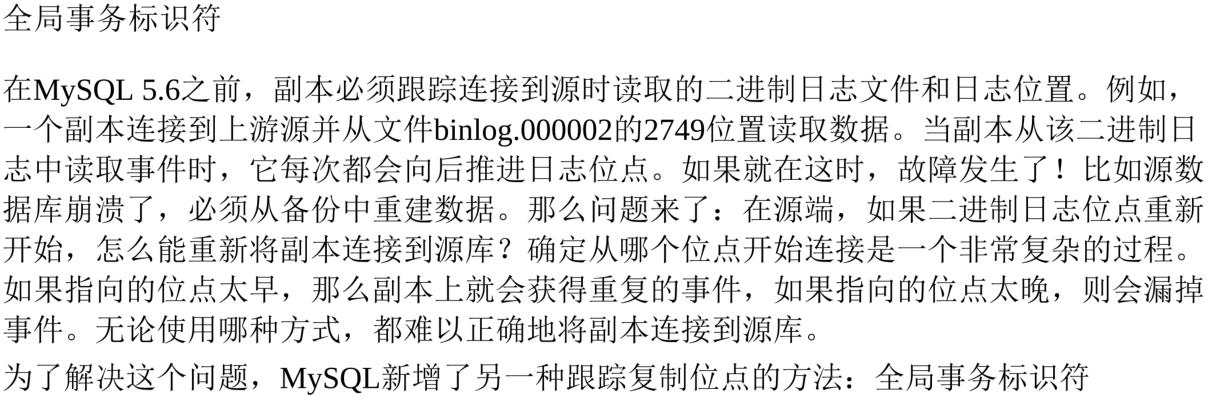 全局事务标识符
在MySQL 5.6之前，副本必须跟踪连接到源时读取的二进制日志文件和日志位置。例如，
一个副本连接到上游源并从文件binlog.000002的2749位置读取数据。当副本从该二进制日
志中读取事件时，它每次都会向后推进日志位点。如果就在这时，故障发生了！比如源数
据库崩溃了，必须从备份中重建数据。那么问题来了：在源端，如果二进制日志位点重新
开始，怎么能重新将副本连接到源库？确定从哪个位点开始连接是一个非常复杂的过程。
如果指向的位点太早，那么副本上就会获得重复的事件，如果指向的位点太晚，则会漏掉
事件。无论使用哪种方式，都难以正确地将副本连接到源库。
为了解决这个问题，MySQL新增了另一种跟踪复制位点的方法：全局事务标识符